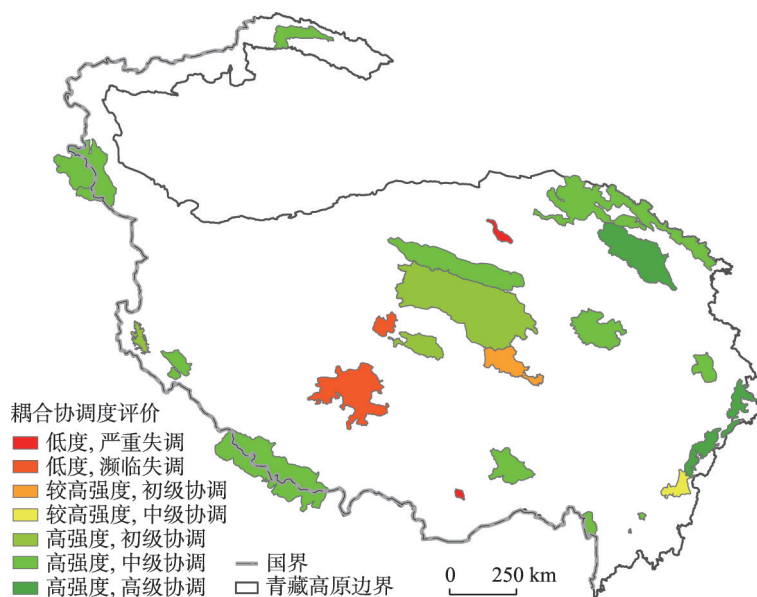 耦合协调度评价
低度, 严重失调
低度, 濒临失调
较高强度, 初级协调
较高强度, 中级协调
高强度, 初级协调
高强度, 中级协调
高强度, 高级协调
国界
青藏高原边界
0 250 km